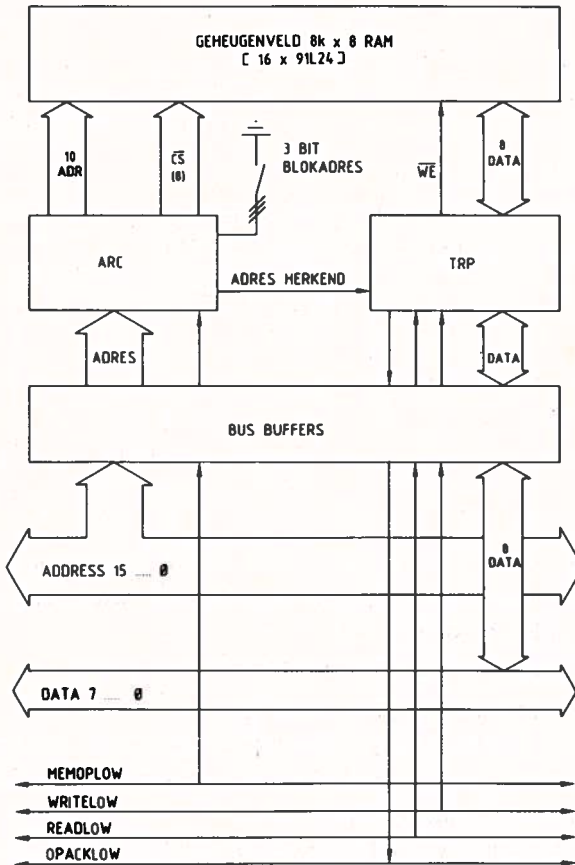 GEHEUGENVELD 8k x 8 RAM
[ 16 x 91L24 ]
10
ADR
CS
(8)
3 BIT
BLOKADRES
WE
8
DATA
ARC
ADRES HERKEND
TRP
ADRES
DATA
BUS BUFFERS
ADDRESS 15 ..... 0
8
DATA
DATA 7 ..... 0
MEMOPLOW
WRITELOW
READLOW
OPACKLOW